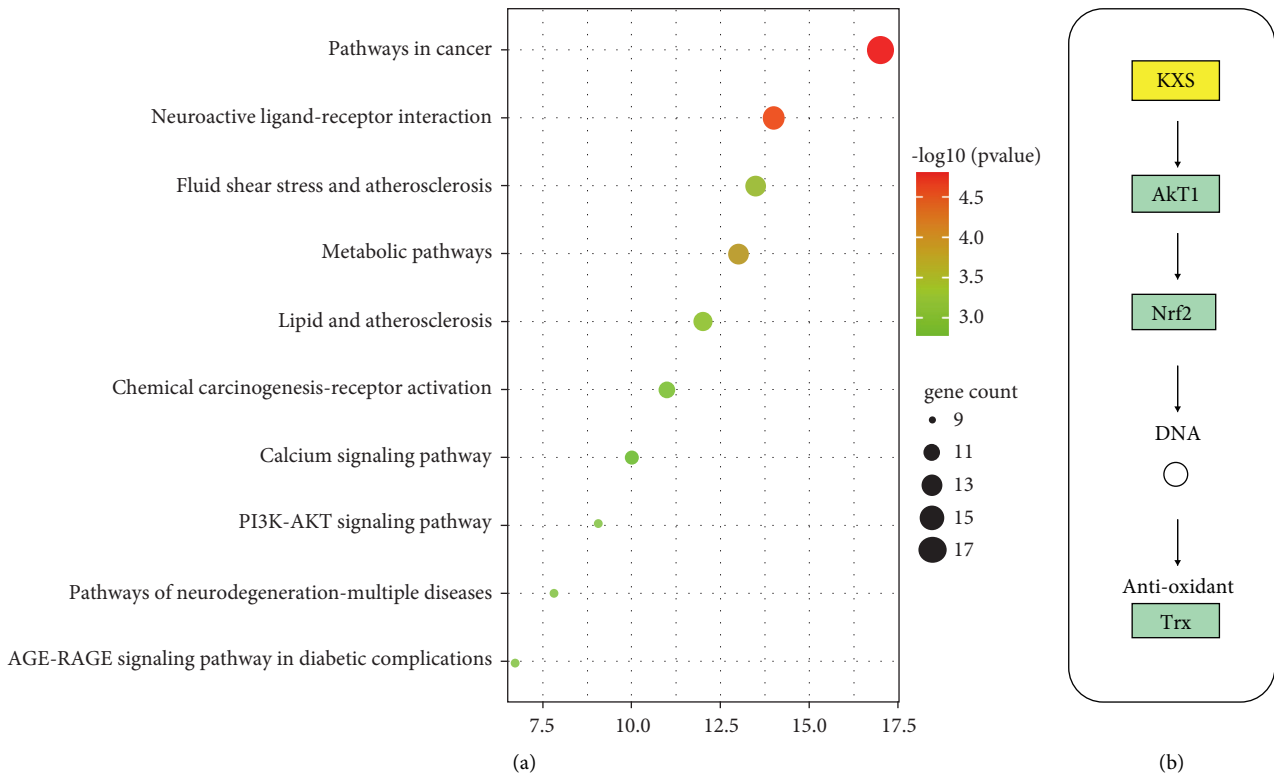 Pathways in cancer
Neuroactive ligand-receptor interaction
Fluid shear stress and atherosclerosis
Metabolic pathways
Lipid and atherosclerosis
Chemical carcinogenesis-receptor activation
Calcium signaling pathway
PI3K-AKT signaling pathway
Pathways of neurodegeneration-multiple diseases
AGE-RAGE signaling pathway in diabetic complications
7.5 10.0 12.5 15.0 17.5
-log10 (pvalue)
4.5
4.0
3.5
3.0
gene count
9
11
13
15
17
(a)
KXS
AkT1
Nrf2
DNA
Anti-oxidant
Trx
(b)